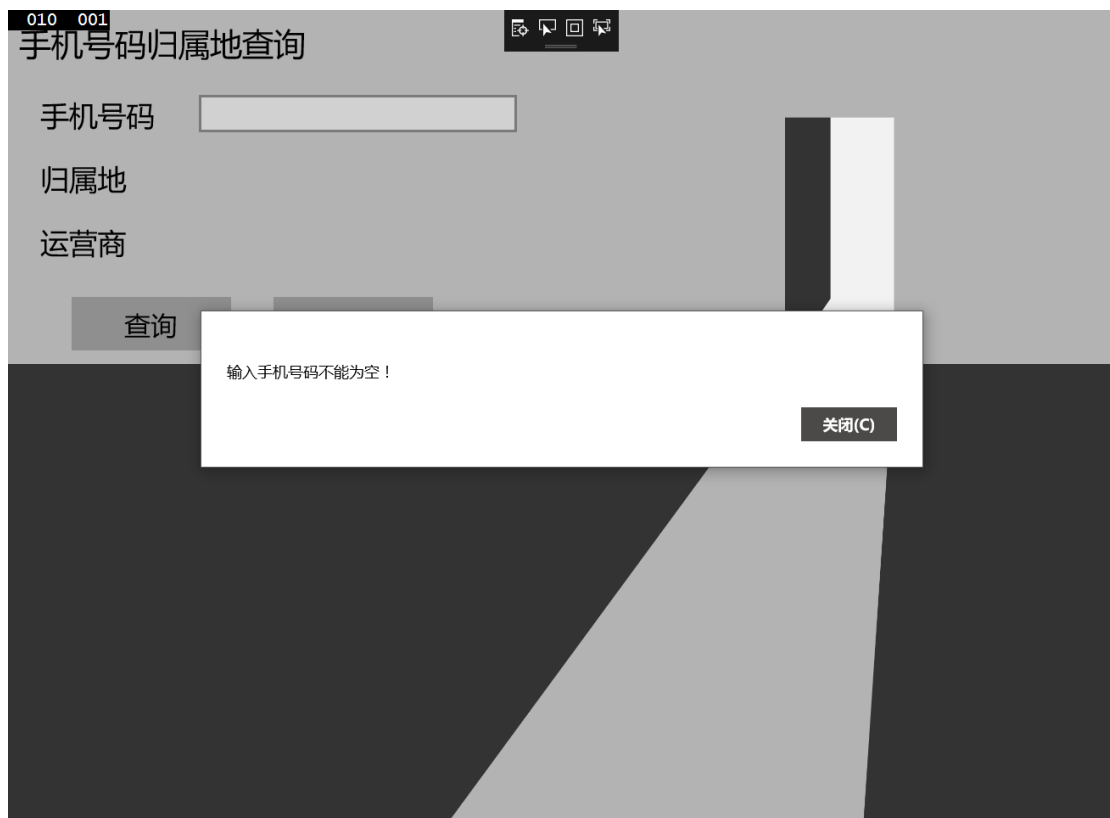 010 001
手机号码归属地查询
手机号码
归属地
运营商
查询
输入手机号码不能为空！
关闭(C)